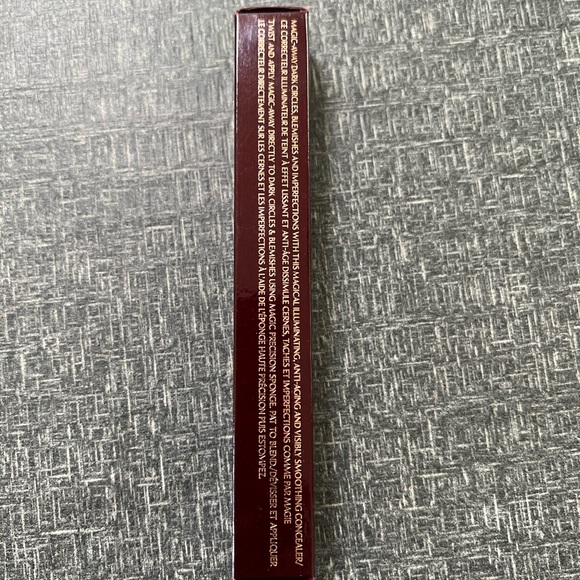 MAGIC-AWAY DARK CIRCLES, BLEMISHES AND IMPERFECTIONS WITH THIS MAGICAL ILLUMINATING, ANTI-AGING AND VISIBLY SMOOTHING CONCEALER/
CE CORRECTEUR ILLUMINATEUR DE TEINT À EFFET LISSANT ET ANTI-ÂGE DISSIMULE CERNES, TACHES ET IMPERFECTIONS COMME PAR MAGIE
TWIST AND APPLY MAGIC-AWAY DIRECTLY TO DARK CIRCLES & BLEMISHES USING MAGIC PRECISION SPONGE. PAT TO BLEND./DÉVISSER ET APPLIQUER
LE CORRECTEUR DIRECTEMENT SUR LES CERNES ET LES IMPERFECTIONS À L'AIDE DE L'ÉPONGE HAUTE PRÉCISION PUIS ESTOMPEZ.